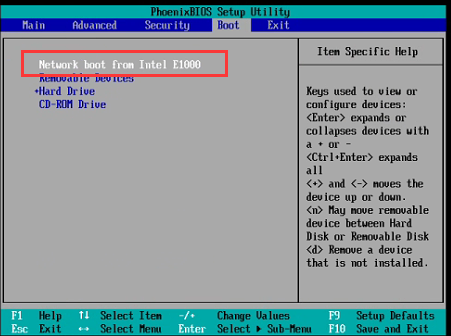 PhoenixBIOS Setup Utility
Main Advanced Security Boot Exit
Network boot from Intel E1000
Removable Devices
+Hard Drive
CD-ROM Drive
Item Specific Help
Keys used to view or
configure devices:
<Enter> expands or
collapses devices with
a + or -
<Ctrl+Enter> expands
all
<+> and <-> moves the
device up or down.
<n> May move removable
device between Hard
Disk or Removable Disk
<d> Remove a device
that is not installed.
F1 Help ↑↓ Select Item -/+ Change Values F9 Setup Defaults
Esc Exit ↔ Select Menu Enter Select ▶ Sub-Menu F10 Save and Exit